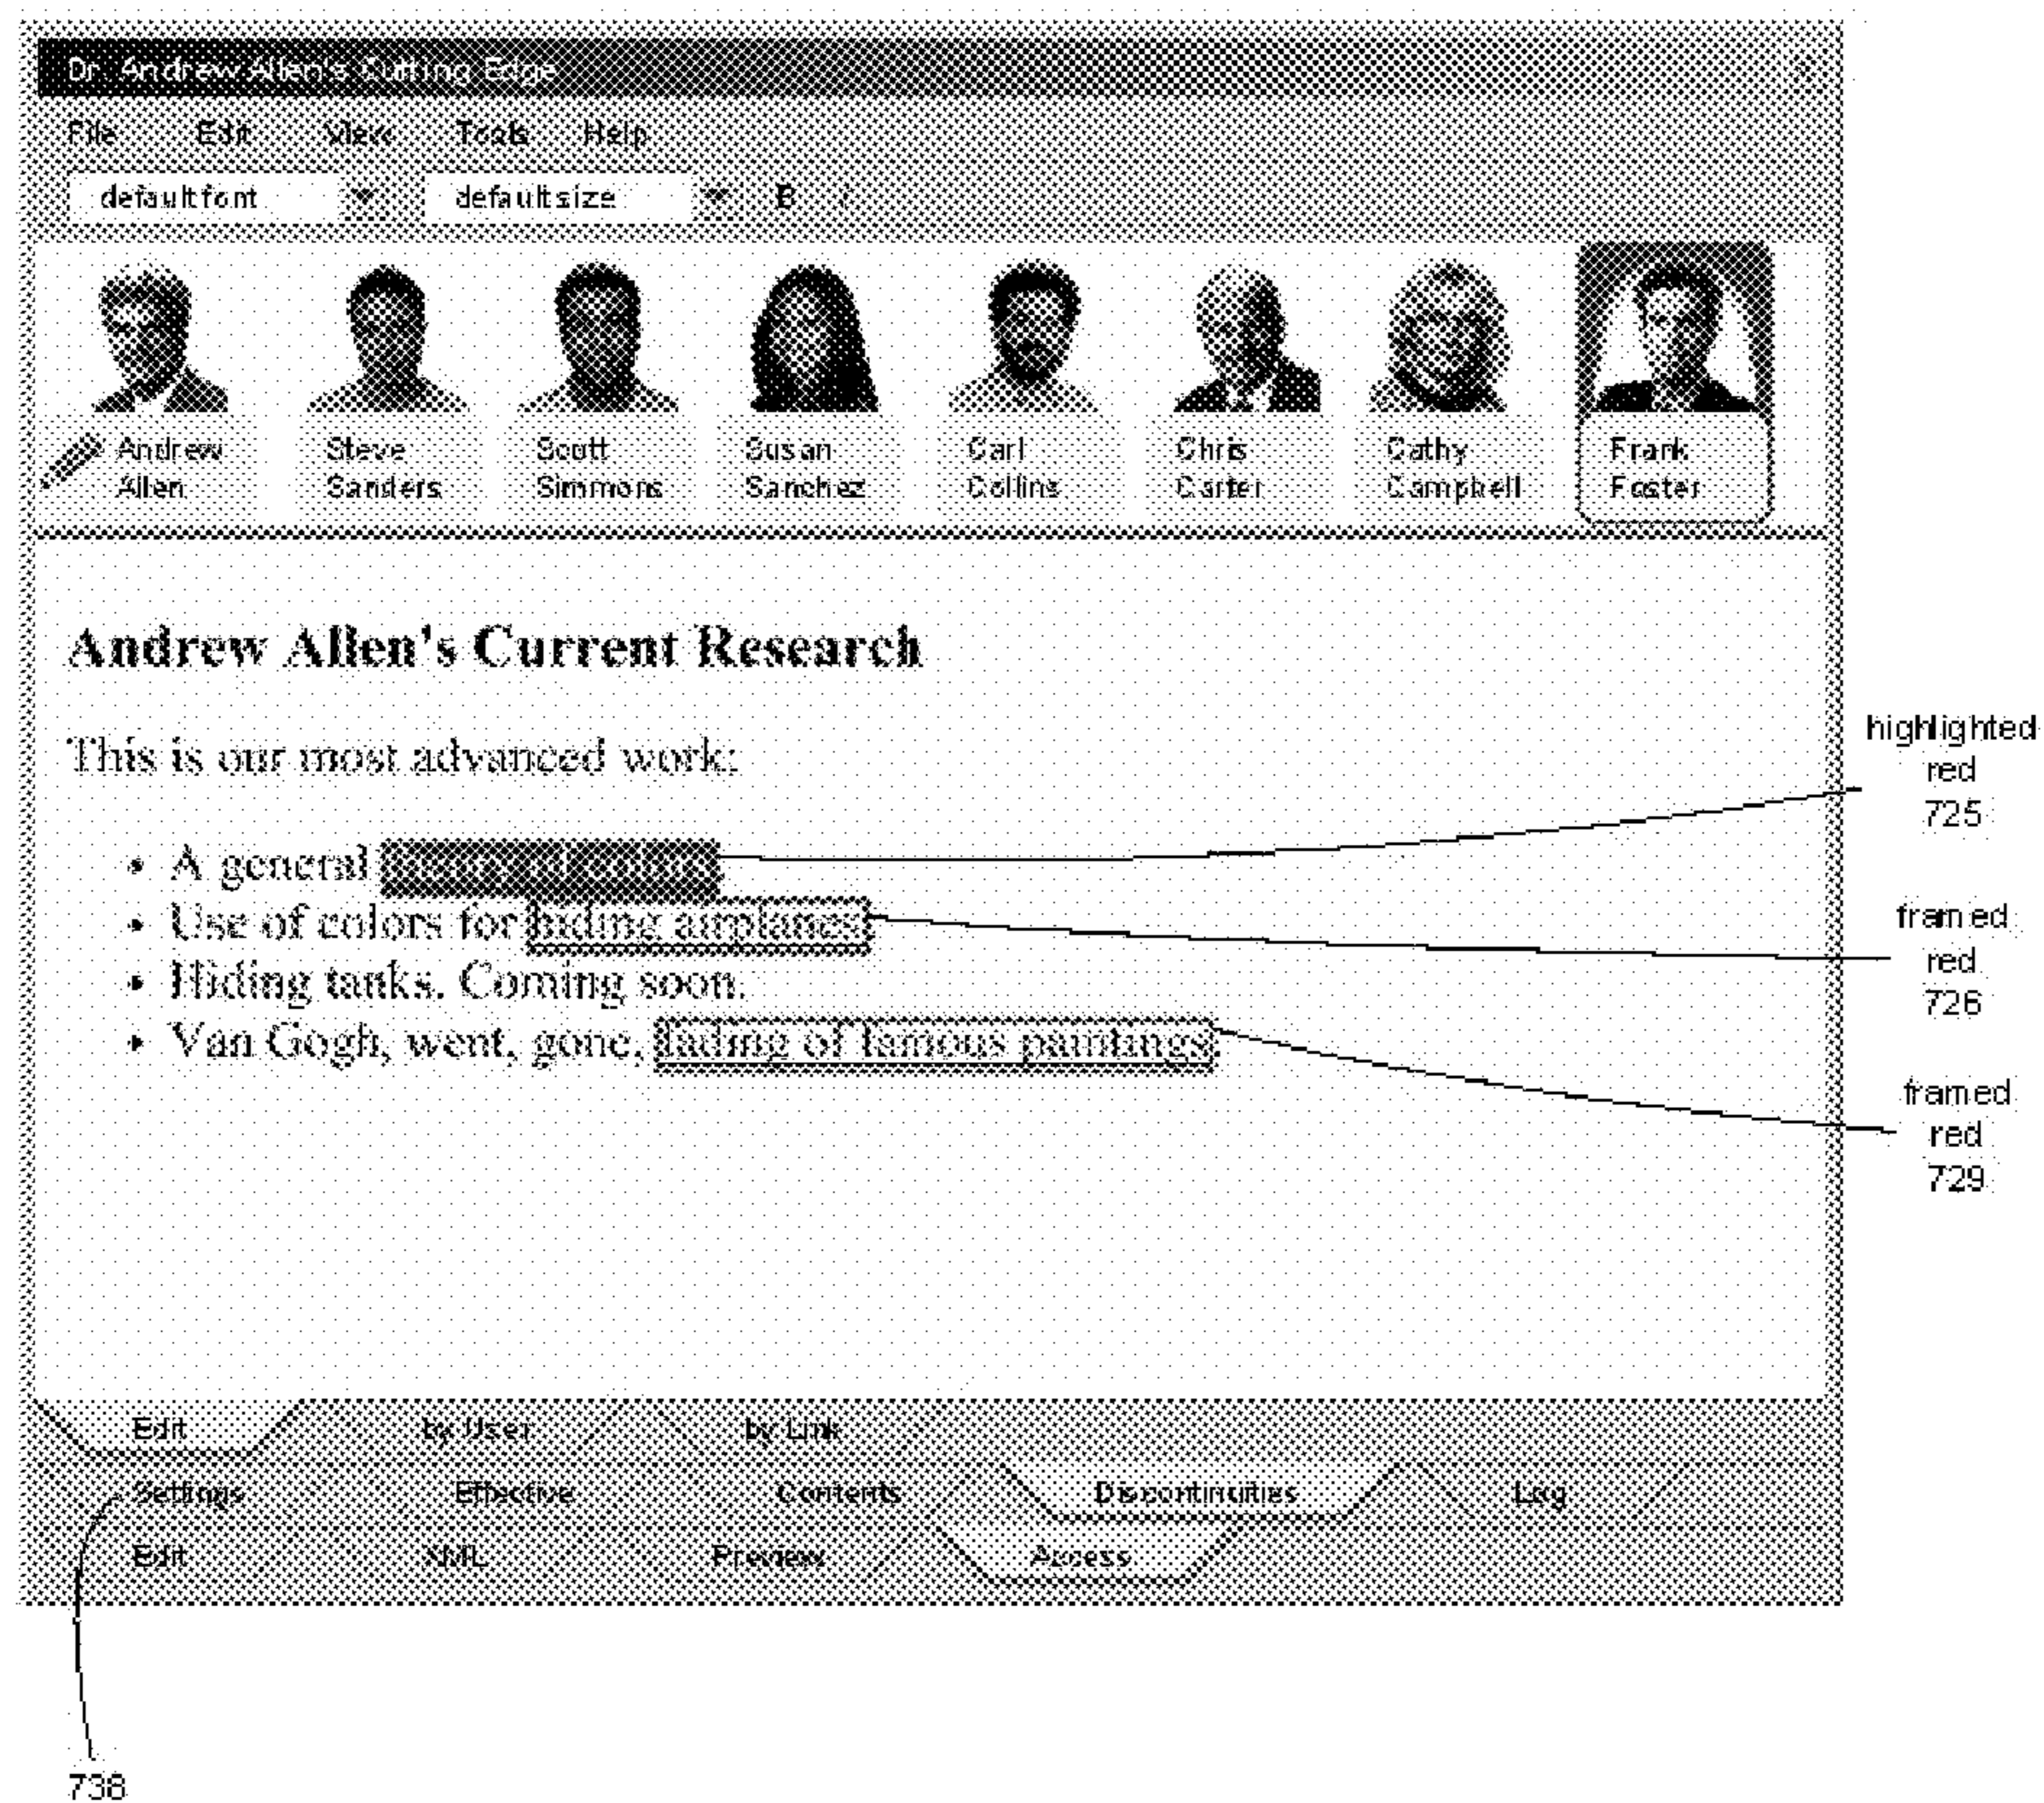 Dr. Andrew Allen's Cutting Edge
File Edit View Tools Help
default font default size B I
Andrew Allen
Steve Sanders
Scott Simmons
Susan Sanchez
Carl Collins
Chris Carter
Cathy Campbell
Frank Foster
Andrew Allen's Current Research
This is our most advanced work:
• A general
• Use of colors for hiding airplanes.
• Hiding tanks. Coming soon.
• Van Gogh, went, gone, fading of famous paintings.
highlighted
red
725
framed
red
726
framed
red
729
Edit by User by Link
Settings Effective Contents Discontinuities Log
Edit XML Preview Access
738